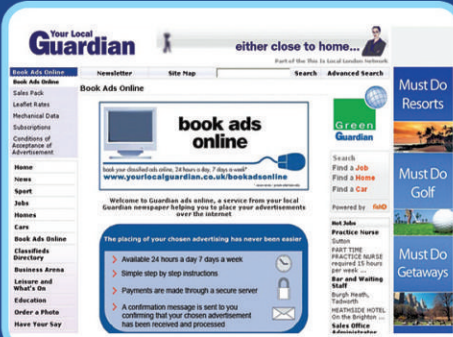 Your Local
Guardian
either close to home...
Part of the This Is Local London Network
Book Ads Online
Newsletter
Site Map
Search
Advanced Search
Book Ads Online
Sales Pack
Leaflet Rates
Mechanical Data
Subscriptions
Conditions of
Acceptance of
Advertisement
Home
News
Sport
Jobs
Homes
Cars
Book Ads Online
Classifieds
Directory
Business Arena
Leisure and
What's On
Education
Order a Photo
Have Your Say
Book Ads Online
book ads
online
book your classified ads online, 24 hours a day, 7 days a week*
www.yourlocalguardian.co.uk/bookadsonline
Welcome to Guardian ads online, a service from your local
Guardian newspaper helping you to place your advertisements
over the internet
The placing of your chosen advertising has never been easier
Available 24 hours a day 7 days a week
Simple step by step instructions
Payments are made through a secure server
A confirmation message is sent to you
confirming that your chosen advertisement
has been received and processed
Green
Guardian
Search
Find a Job
Find a Home
Find a Car
Powered by fish
Hot Jobs
Practice Nurse
Sutton
PART TIME
PRACTICE NURSE
required 15 hours
per week ...
Bar and Waiting
Staff
Burgh Heath,
Tadworth
HEATHSIDE HOTEL
On the Brighton ...
Sales Office
Administrator
Must Do
Resorts
Must Do
Golf
Must Do
Getaways